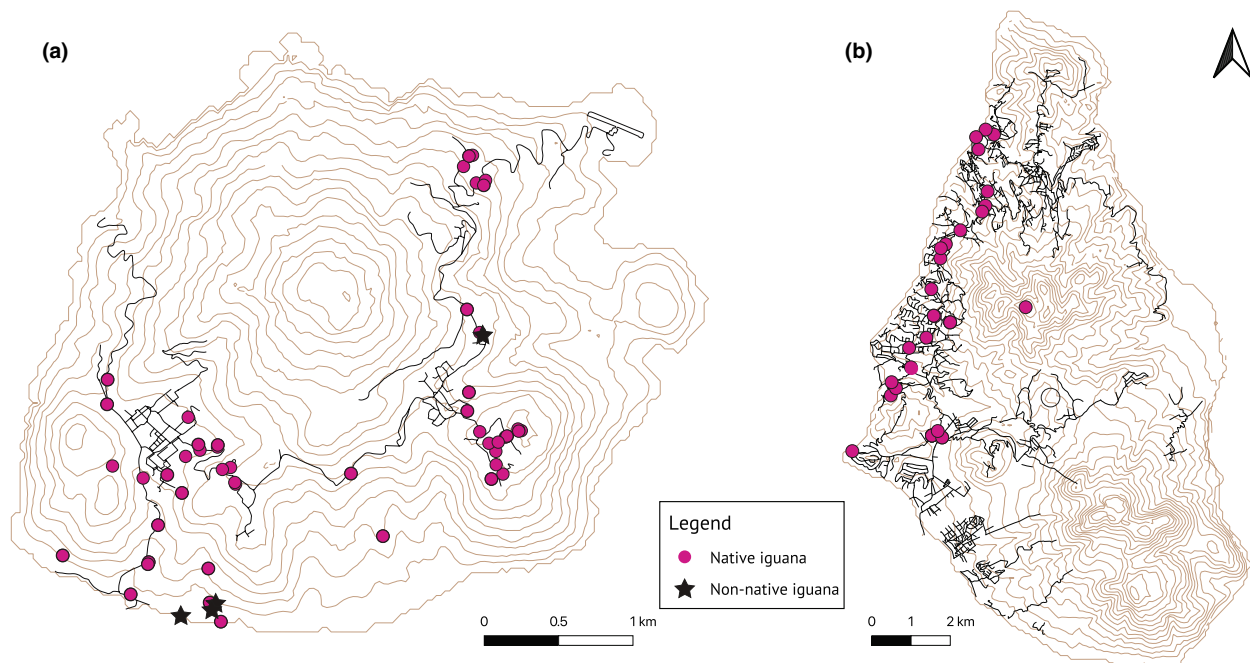 (a)
(b)
Legend
Native iguana
Non-native iguana
0 0.5 1 km
0 1 2 km